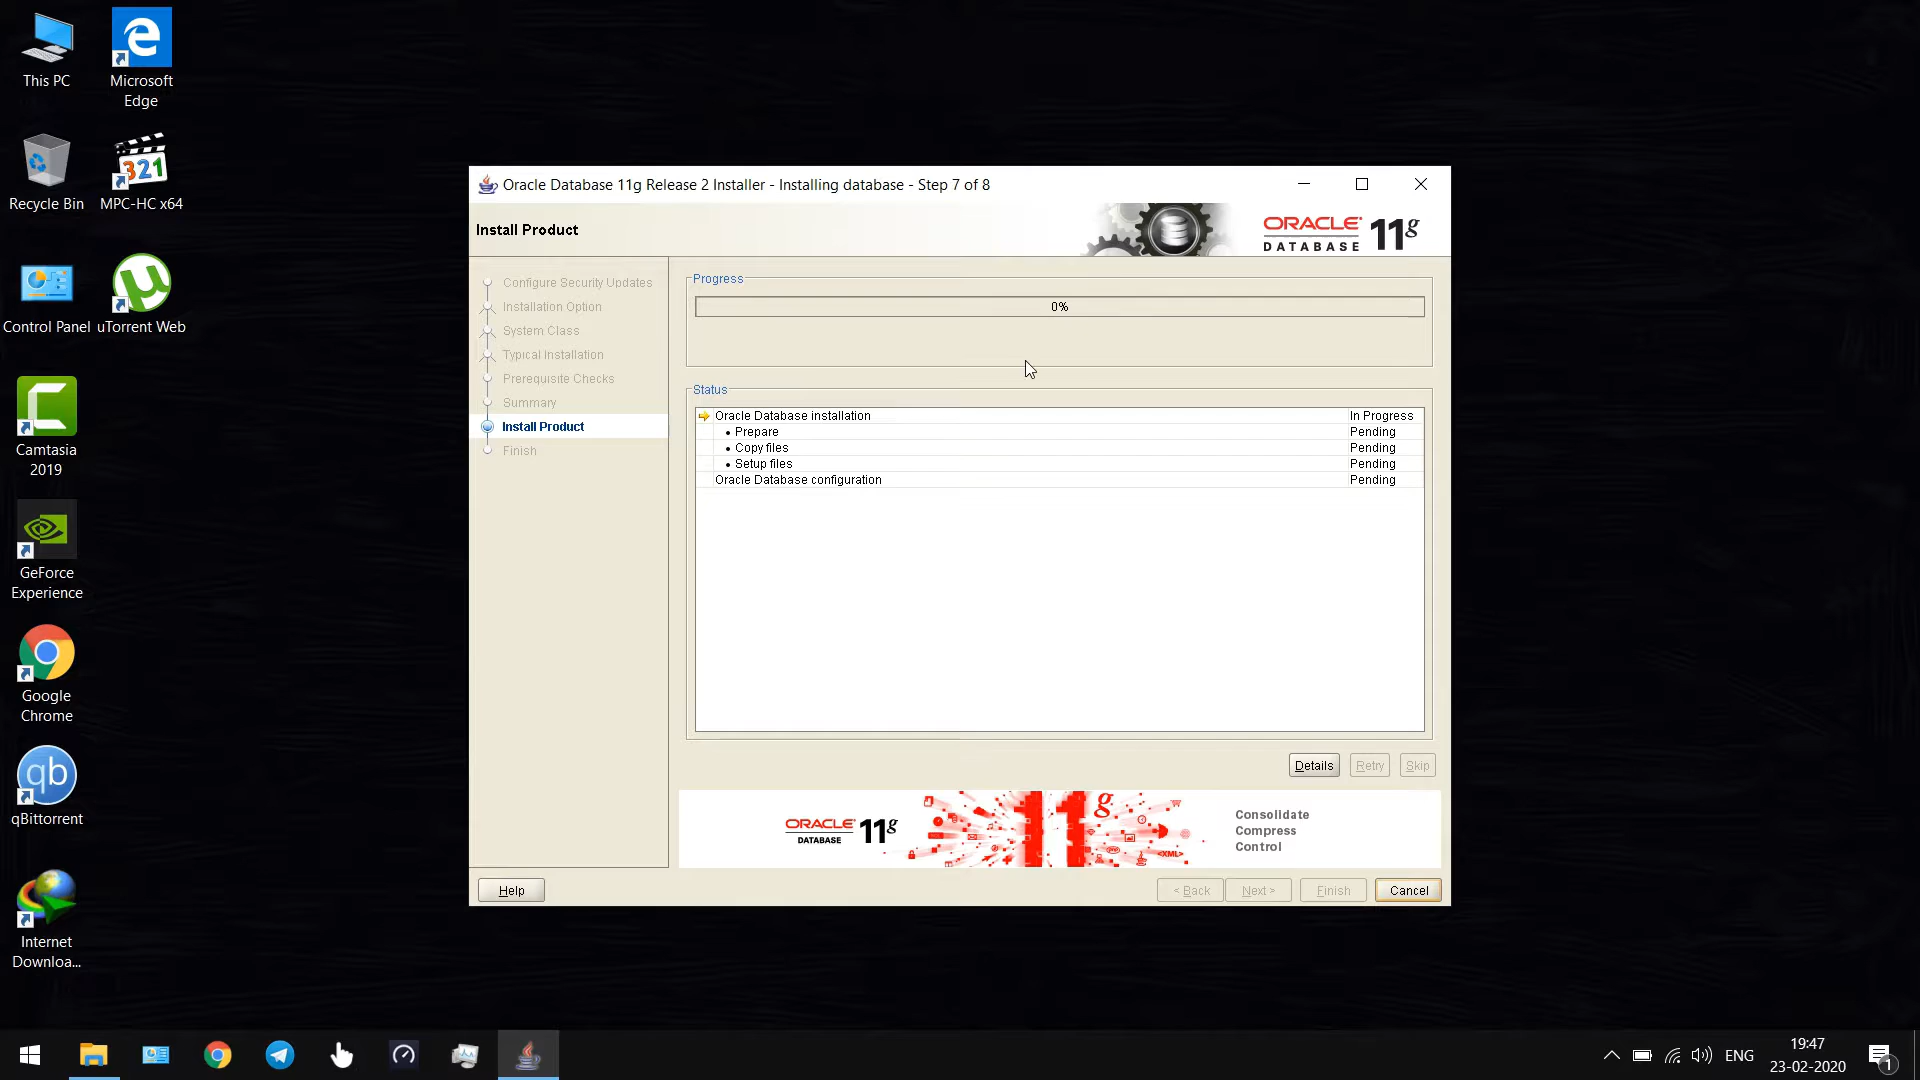 This PC
Microsoft
Edge
Recycle Bin
MPC-HC x64
Control Panel
uTorrent Web
Camtasia
2019
GeForce
Experience
Google
Chrome
qBittorrent
Internet
Downloa...
Oracle Database 11g Release 2 Installer - Installing database - Step 7 of 8
Install Product
ORACLE
DATABASE 11g
Configure Security Updates
Installation Option
System Class
Typical Installation
Prerequisite Checks
Summary
Install Product
Finish
Progress
0%
Status
Oracle Database installation In Progress
• Prepare Pending
• Copy files Pending
• Setup files Pending
Oracle Database configuration Pending
Details Retry Skip
ORACLE
DATABASE 11g
11g
Consolidate
Compress
Control
Help < Back Next > Finish Cancel
ENG
19:47
23-02-2020
1